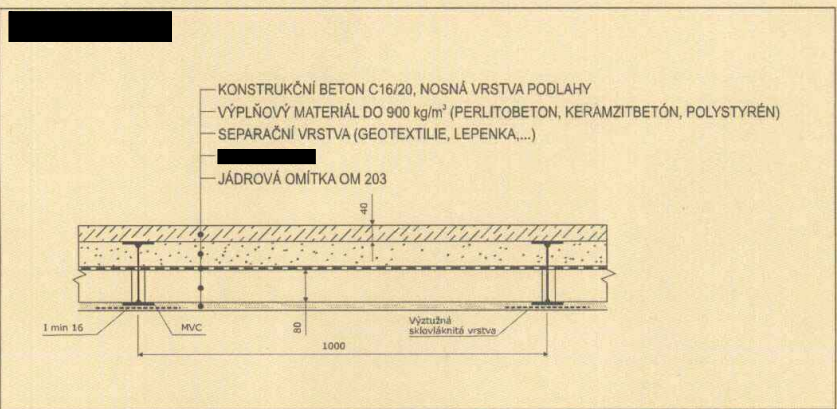 KONSTRUKČNÍ BETON C16/20, NOSNÁ VRSTVA PODLAHY
VÝPLŇOVÝ MATERIÁL DO 900 kg/m³ (PERLITOBETON, KERAMZITBETÓN, POLYSTYRÉN)
SEPARAČNÍ VRSTVA (GEOTEXTILIE, LEPENKA,...)
JÁDROVÁ OMÍTKA OM 203
40
I min 16
MVC
80
Výztužná
sklovláknitá vrstva
1000